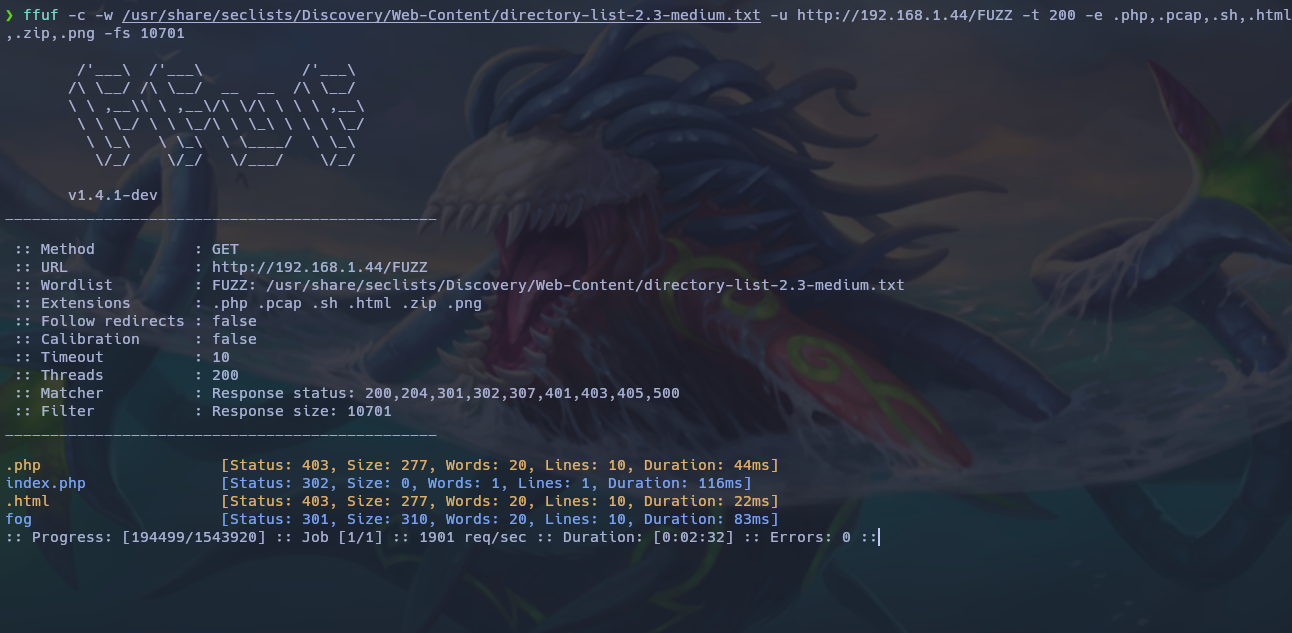 ❯ ffuf -c -w /usr/share/seclists/Discovery/Web-Content/directory-list-2.3-medium.txt -u http://192.168.1.44/FUZZ -t 200 -e .php,.pcap,.sh,.html
,.zip,.png -fs 10701

        /'___\  /'___\           /'___\
       /\ \__/ /\ \__/  __  __  /\ \__/
       \ \ ,__\\ \ ,__\/\ \/\ \ \ \ ,__\
        \ \ \_/ \ \ \_/\ \ \_\ \ \ \ \_/
         \ \_\   \ \_\  \ \____/  \ \_\
          \/_/    \/_/   \/___/    \/_/

       v1.4.1-dev
________________________________________________

 :: Method           : GET
 :: URL              : http://192.168.1.44/FUZZ
 :: Wordlist         : FUZZ: /usr/share/seclists/Discovery/Web-Content/directory-list-2.3-medium.txt
 :: Extensions       : .php .pcap .sh .html .zip .png
 :: Follow redirects : false
 :: Calibration      : false
 :: Timeout          : 10
 :: Threads          : 200
 :: Matcher          : Response status: 200,204,301,302,307,401,403,405,500
 :: Filter           : Response size: 10701
________________________________________________

.php                    [Status: 403, Size: 277, Words: 20, Lines: 10, Duration: 44ms]
index.php               [Status: 302, Size: 0, Words: 1, Lines: 1, Duration: 116ms]
.html                   [Status: 403, Size: 277, Words: 20, Lines: 10, Duration: 22ms]
fog                     [Status: 301, Size: 310, Words: 20, Lines: 10, Duration: 83ms]
:: Progress: [194499/1543920] :: Job [1/1] :: 1901 req/sec :: Duration: [0:02:32] :: Errors: 0 ::